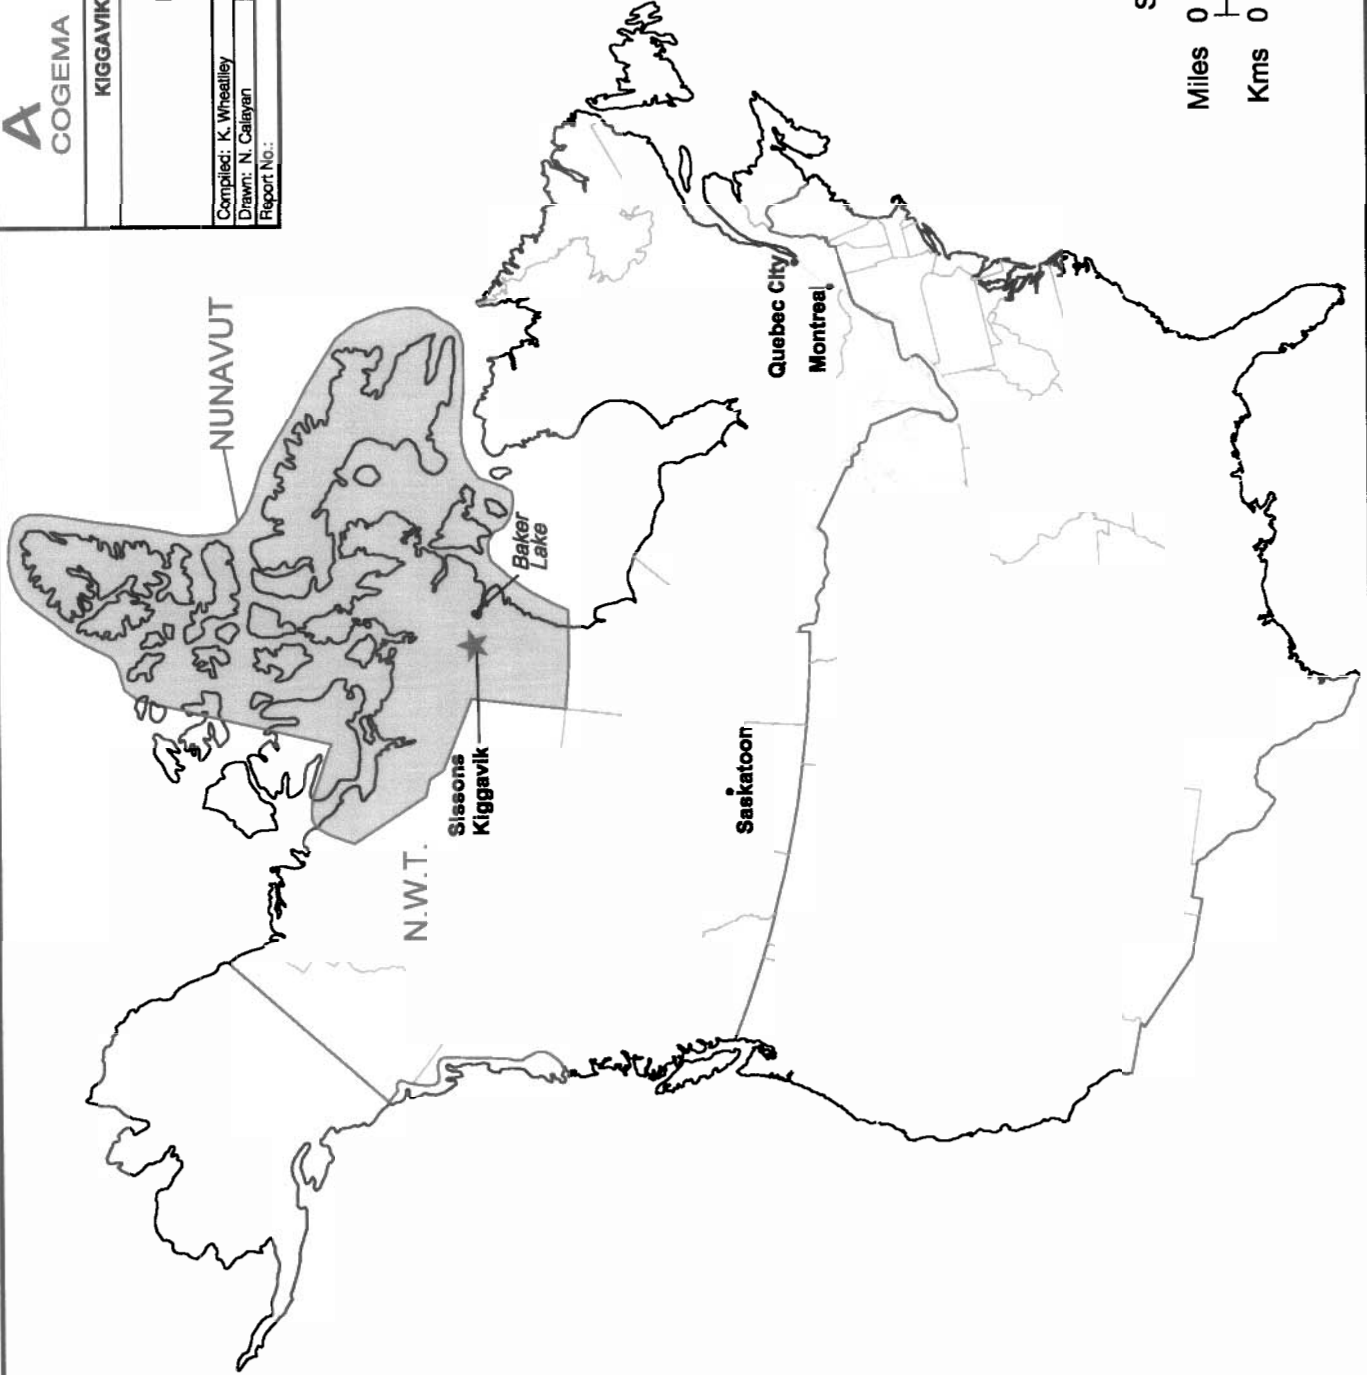 COGEMA
KIGGAVIK
Compiled: K. Wheatley
Drawn: N. Calayan
Report No.:
NUNAVUT
Baker
Lake
Sissons
Kiggavik
N.W.T.
Quebec City
Montreal
Saskatoon
Miles 0
Kms 0